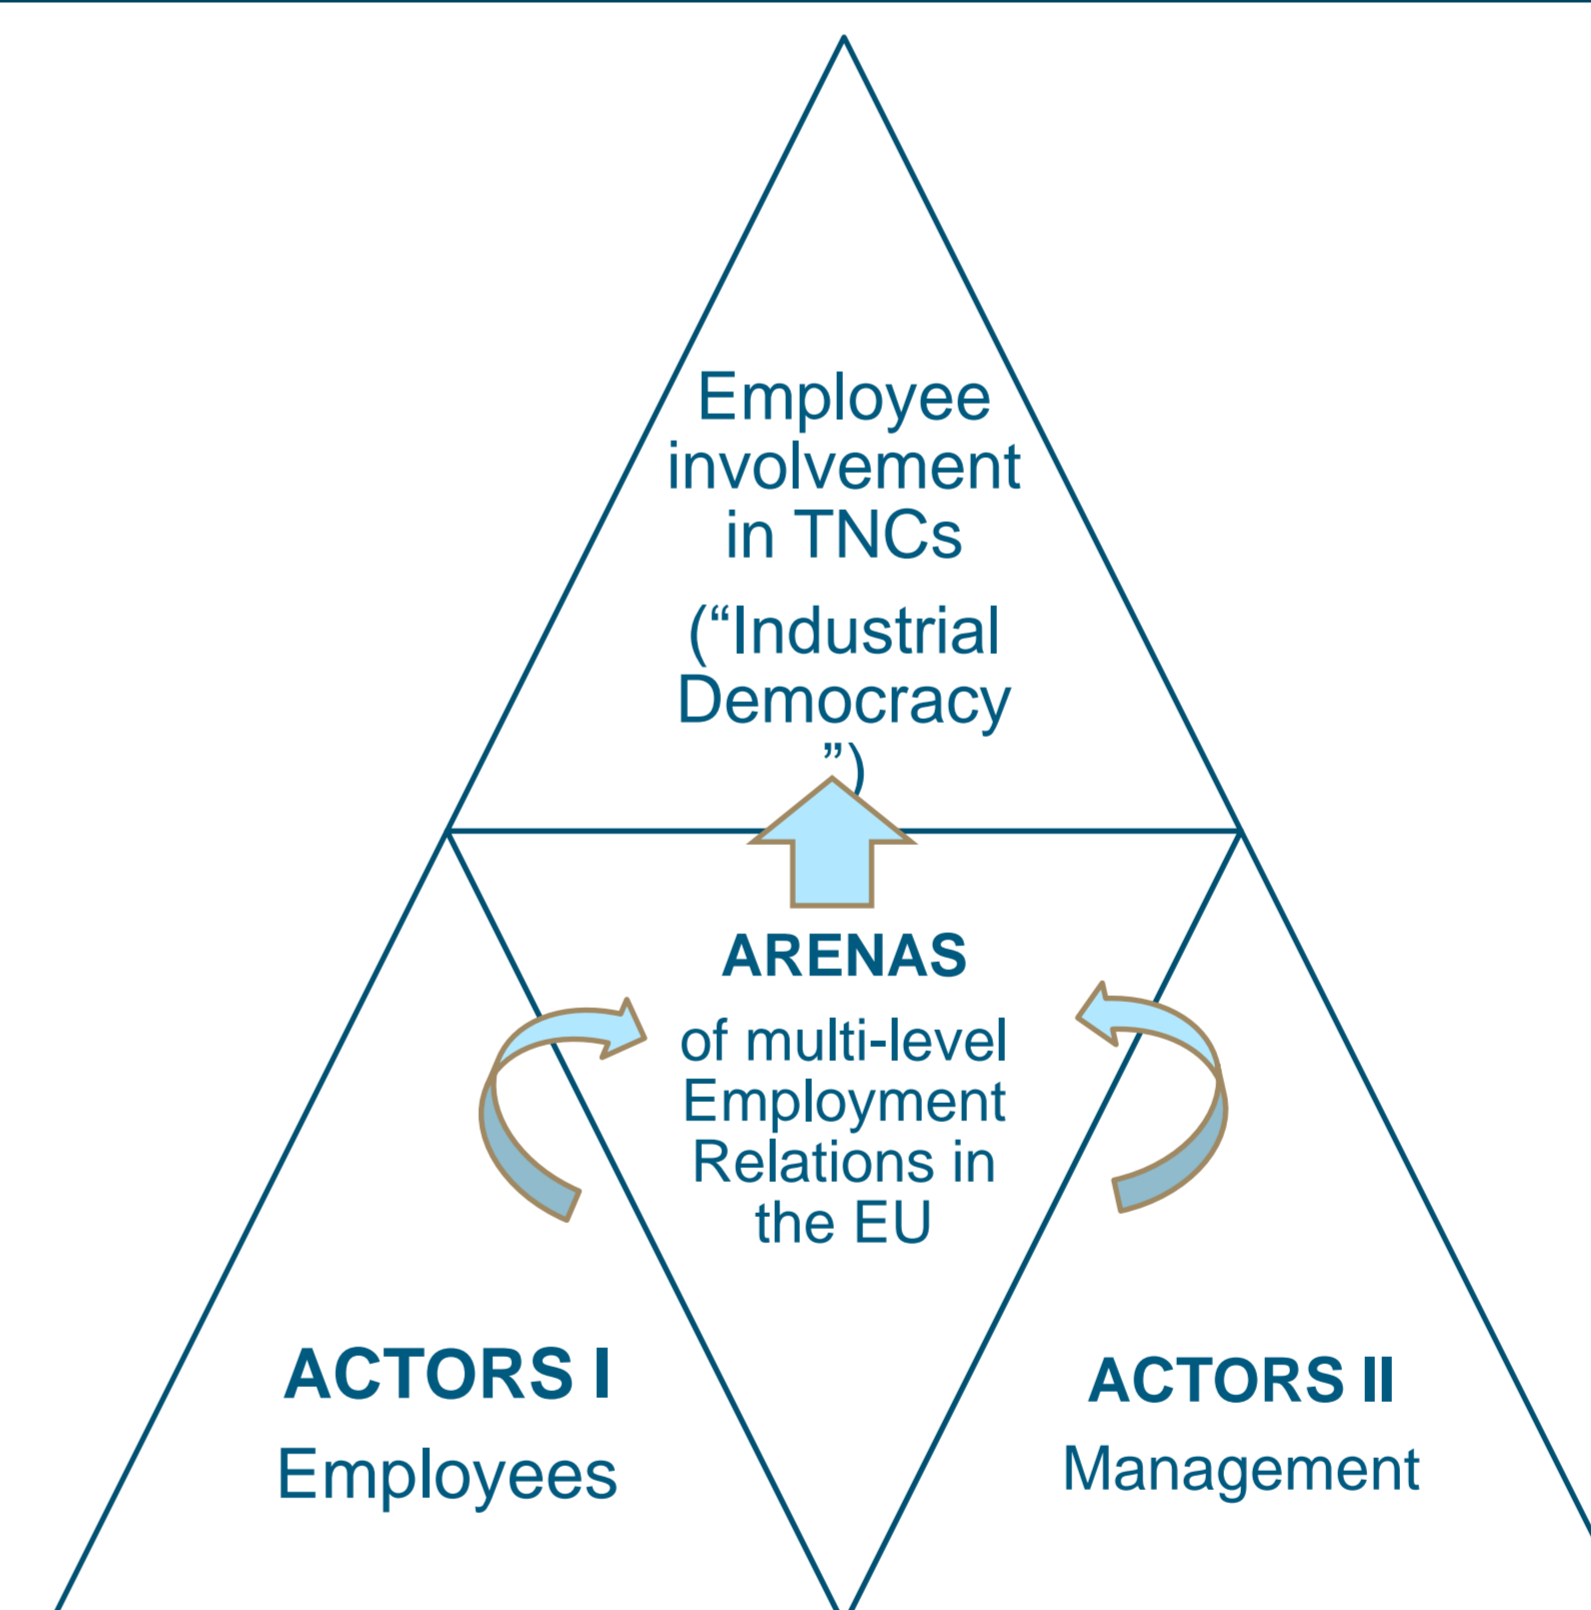 Employee
involvement
in TNCs
(“Industrial
Democracy
”)
ARENAS
of multi-level
Employment
Relations in
the EU
ACTORS I
Employees
ACTORS II
Management